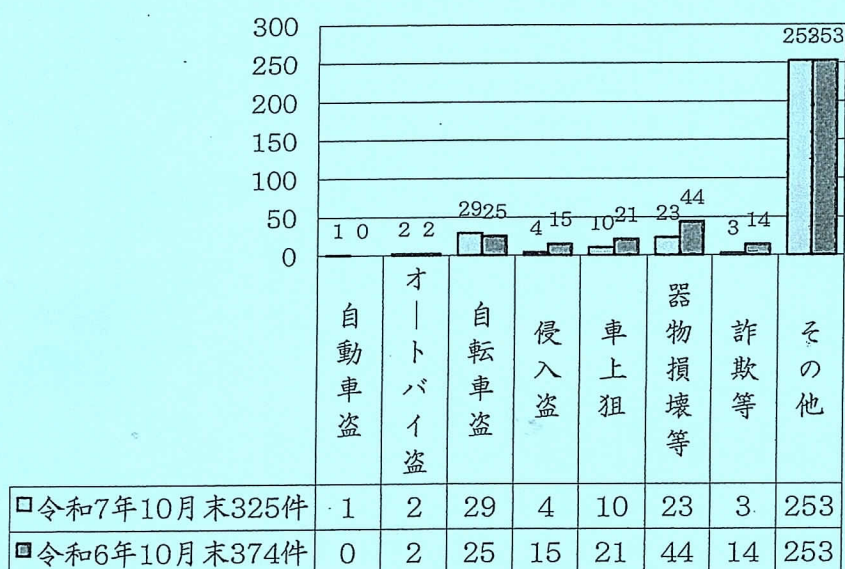 300
250
200
150
100
50
0
1 0 2 2 29 25 4 15 10 21 23 44 3 14 253 253
自動車盗
オートバイ盗
自転車盗
侵入盗
車上狙
器物損壊等
詐欺等
その他
令和7年10月末325件 1 2 29 4 10 23 3 253
令和6年10月末374件 0 2 25 15 21 44 14 253